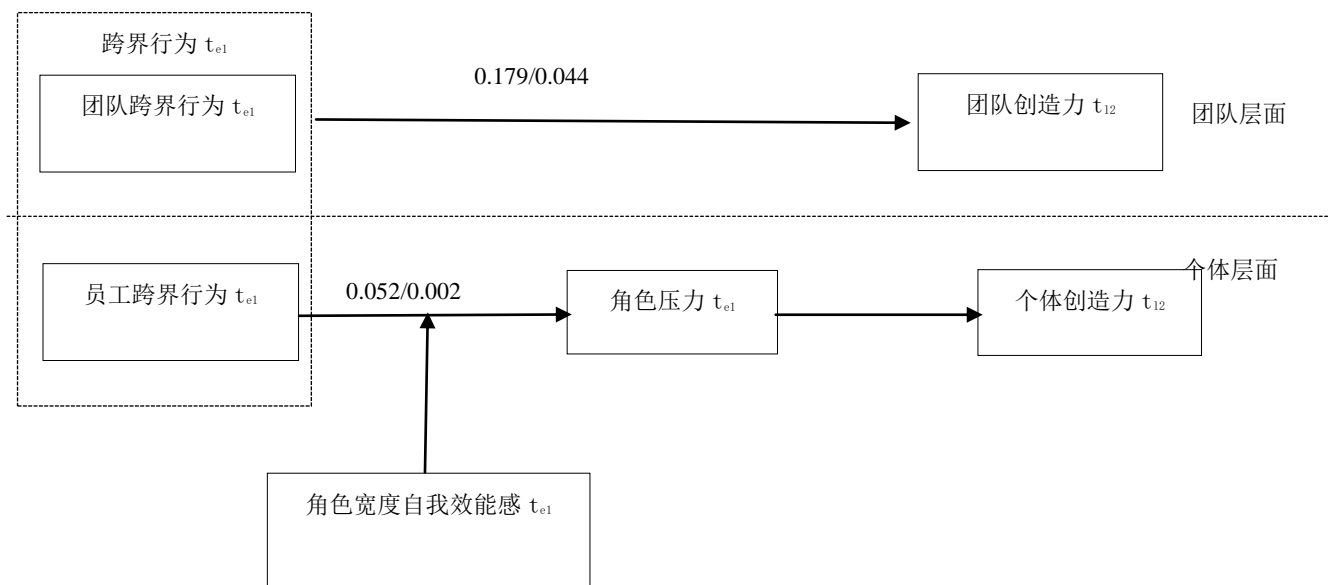 跨界行为 te1
0.179/0.044
团队跨界行为 te1
团队创造力 t12
团队层面
个体层面
员工跨界行为 te1
0.052/0.002
角色压力 te1
个体创造力 t12
角色宽度自我效能感 te1